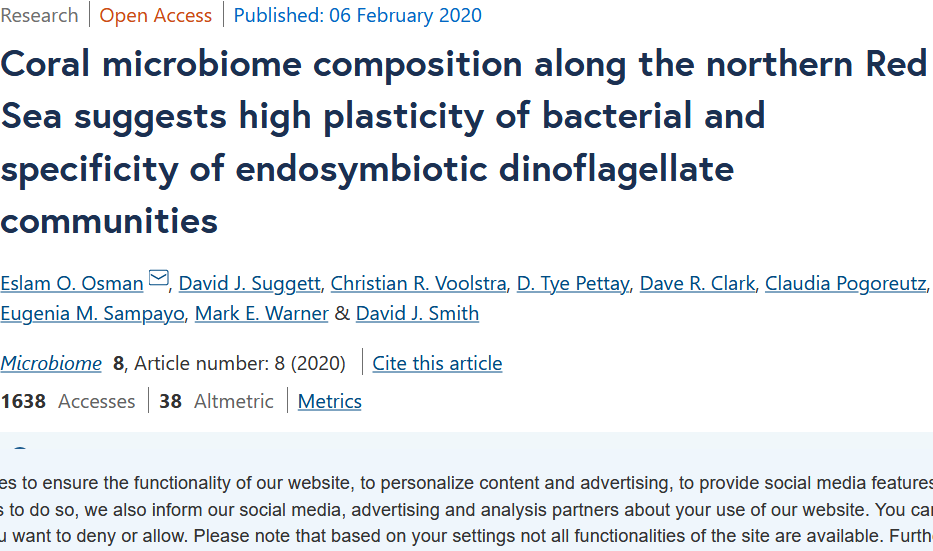 Research | Open Access | Published: 06 February 2020
Coral microbiome composition along the northern Red
Sea suggests high plasticity of bacterial and
specificity of endosymbiotic dinoflagellate
communities
Eslam O. Osman, David J. Suggett, Christian R. Voolstra, D. Tye Pettay, Dave R. Clark, Claudia Pogoreutz,
Eugenia M. Sampayo, Mark E. Warner & David J. Smith
Microbiome 8, Article number: 8 (2020) | Cite this article
1638 Accesses | 38 Altmetric | Metrics
es to ensure the functionality of our website, to personalize content and advertising, to provide social media features
s to do so, we also inform our social media, advertising and analysis partners about your use of our website. You can
u want to deny or allow. Please note that based on your settings not all functionalities of the site are available. Furth